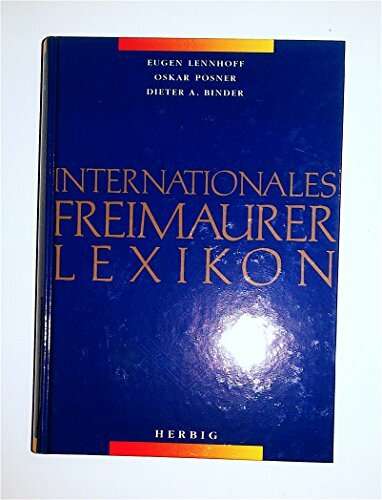 EUGEN LENNHOFF
OSKAR POSNER
DIETER A. BINDER
INTERNATIONALES
FREIMAURER
LEXIKON
HERBIG